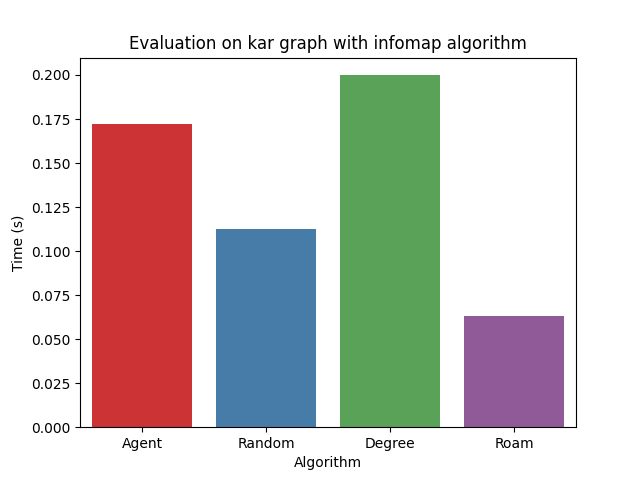 Evaluation on kar graph with infomap algorithm
0.200
0.175
0.150
0.125
0.100
0.075
0.050
0.025
0.000
Time (s)
Agent Random Degree Roam
Algorithm